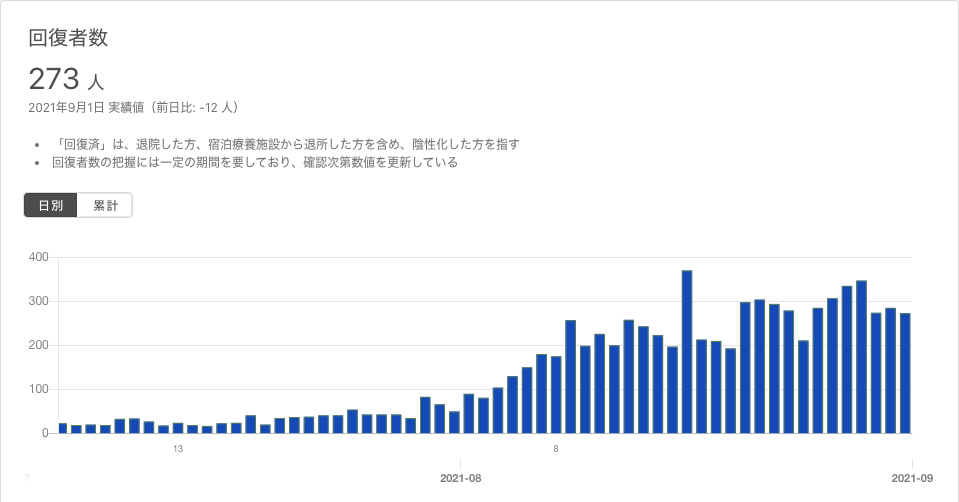 回復者数
273 人
2021年9月1日 実績値（前日比: -12 人）
• 「回復済」は、退院した方、宿泊療養施設から退所した方を含め、陰性化した方を指す
• 回復者数の把握には一定の期間を要しており、確認次第数値を更新している
日別 累計
400
300
200
100
0
13 8
7 2021-08 2021-09